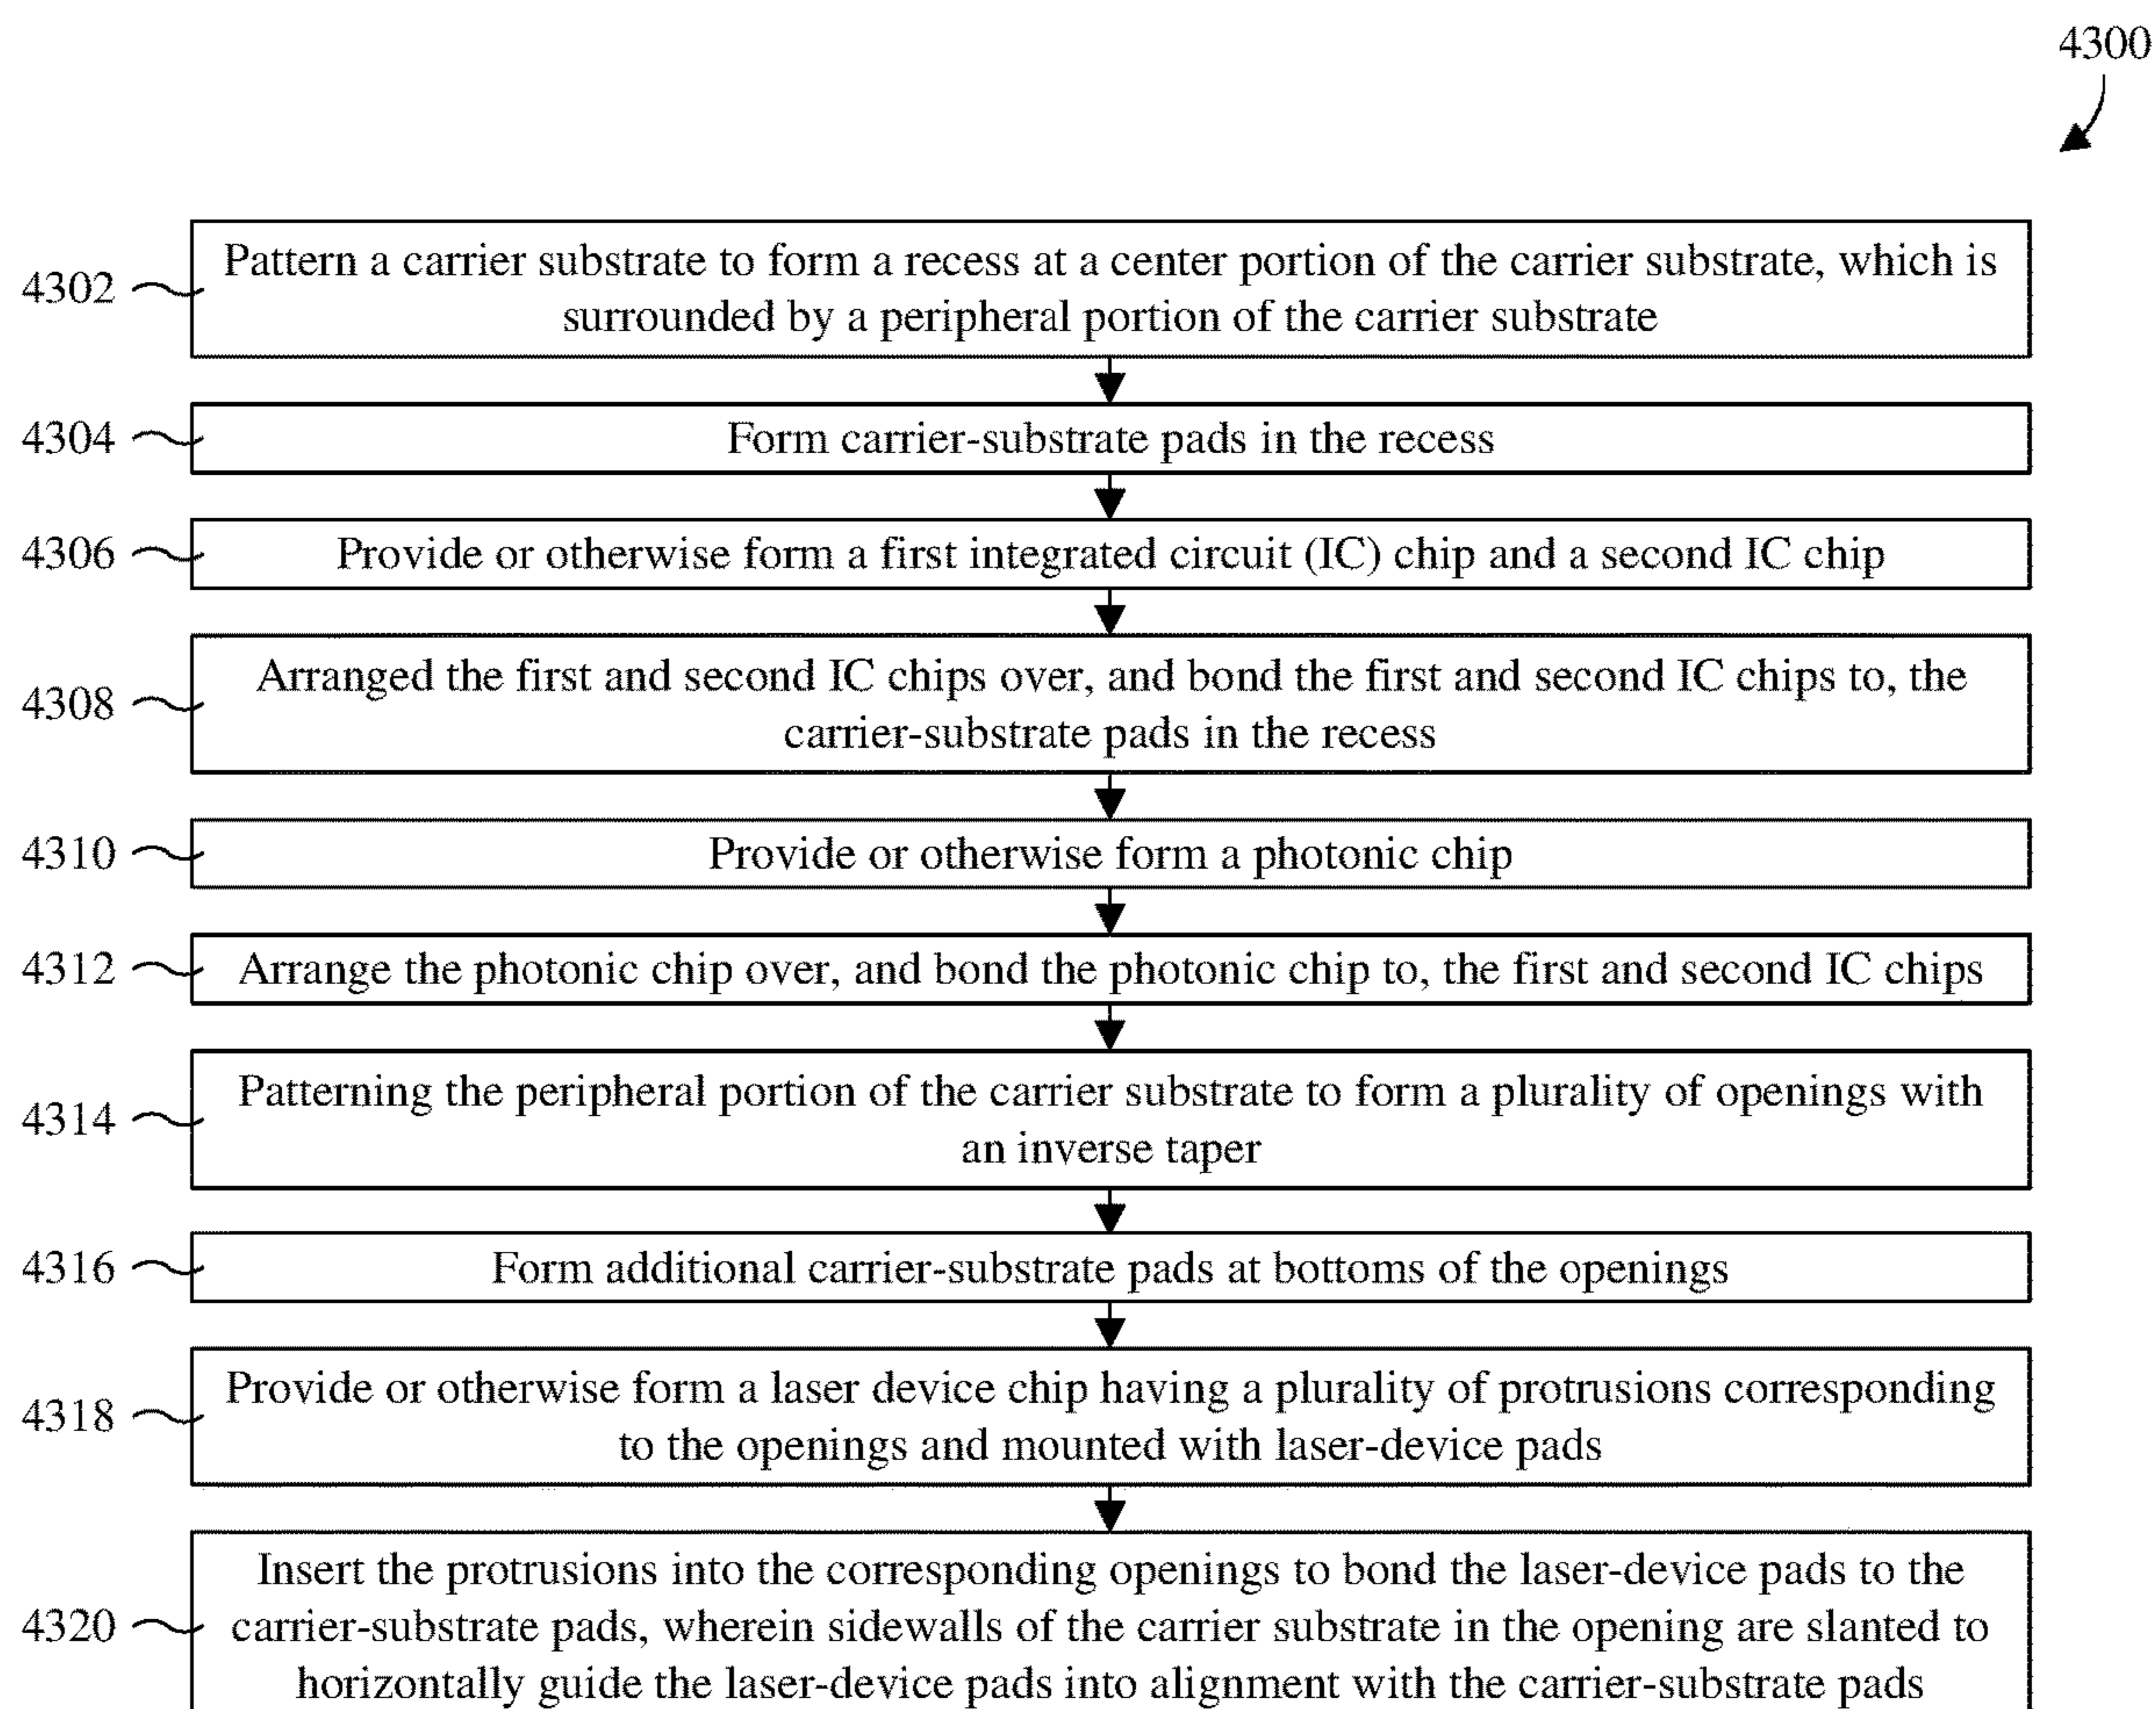 4300
4302
Pattern a carrier substrate to form a recess at a center portion of the carrier substrate, which is
surrounded by a peripheral portion of the carrier substrate
4304
Form carrier-substrate pads in the recess
4306
Provide or otherwise form a first integrated circuit (IC) chip and a second IC chip
4308
Arranged the first and second IC chips over, and bond the first and second IC chips to, the
carrier-substrate pads in the recess
4310
Provide or otherwise form a photonic chip
4312
Arrange the photonic chip over, and bond the photonic chip to, the first and second IC chips
4314
Patterning the peripheral portion of the carrier substrate to form a plurality of openings with
an inverse taper
4316
Form additional carrier-substrate pads at bottoms of the openings
4318
Provide or otherwise form a laser device chip having a plurality of protrusions corresponding
to the openings and mounted with laser-device pads
4320
Insert the protrusions into the corresponding openings to bond the laser-device pads to the
carrier-substrate pads, wherein sidewalls of the carrier substrate in the opening are slanted to
horizontally guide the laser-device pads into alignment with the carrier-substrate pads